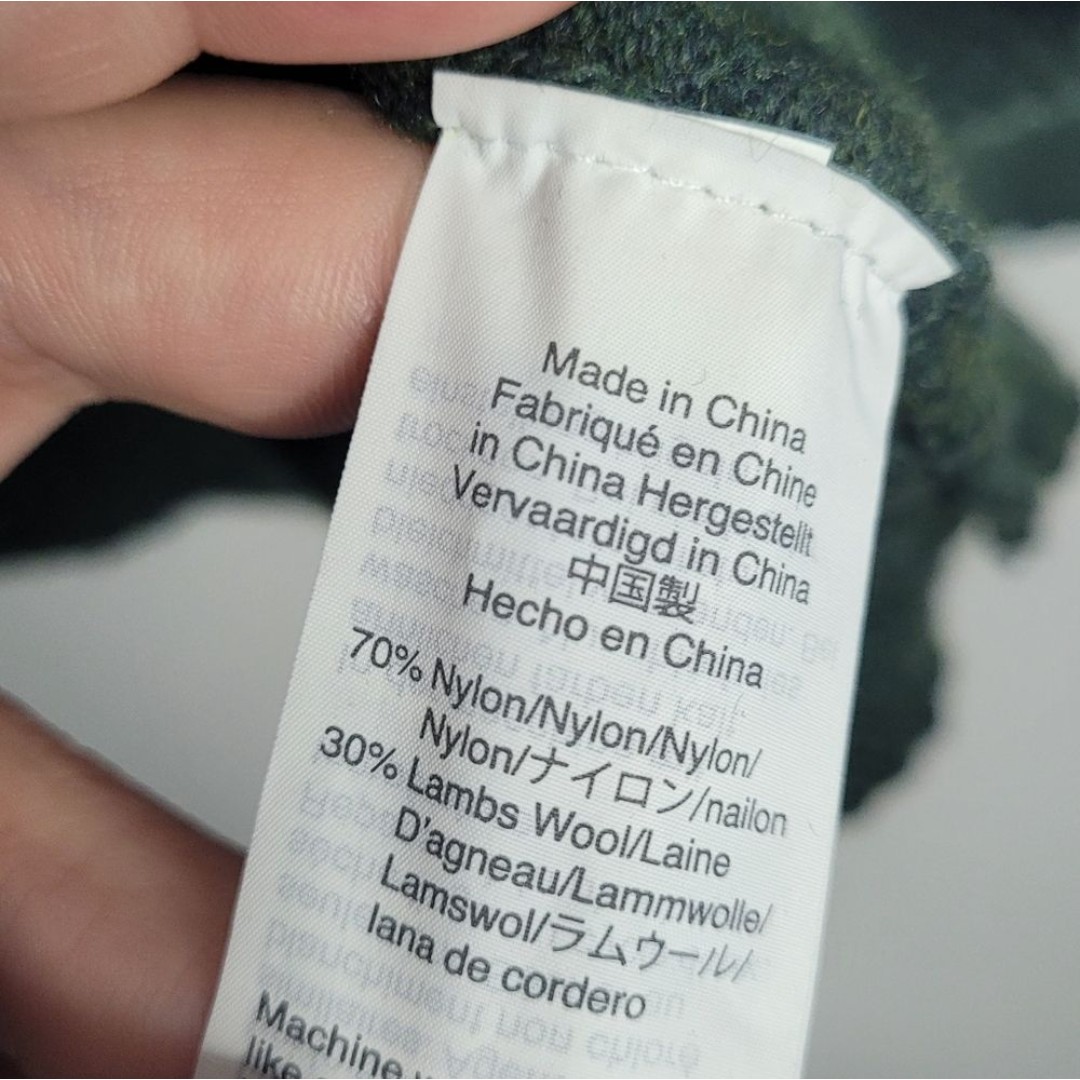 Made in China
Fabriqué en Chine
in China Hergestellt
Vervaardigd in China
中国製
Hecho en China
70% Nylon/Nylon/Nylon/
Nylon/ナイロン/nailon
30% Lambs Wool/Laine
D'agneau/Lammwolle/
Lamswol/ラムウール/
lana de cordero
Machine
like